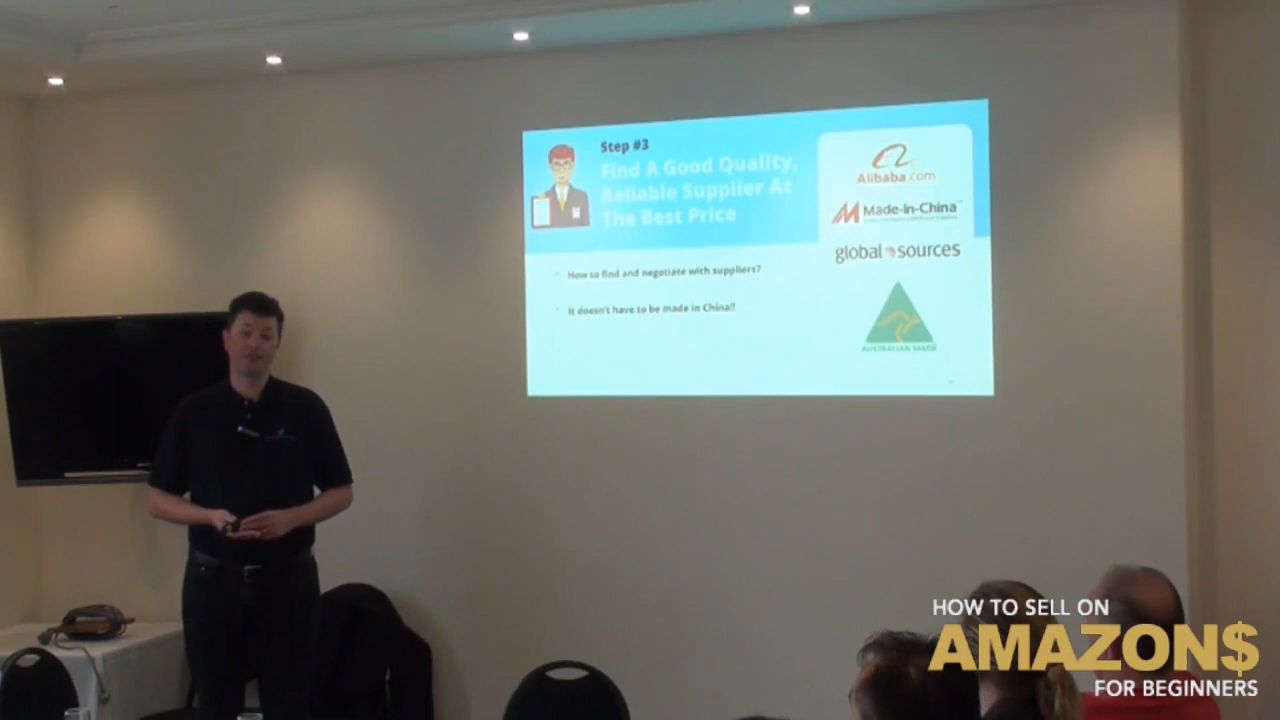 Step #3
Find A Good Quality,
Reliable Supplier At
The Best Price
How to find and negotiate with suppliers?
It doesn't have to be made in China!!
Alibaba.com
Made-in-China
global sources
AUSTRALIAN MADE
HOW TO SELL ON
AMAZON$
FOR BEGINNERS